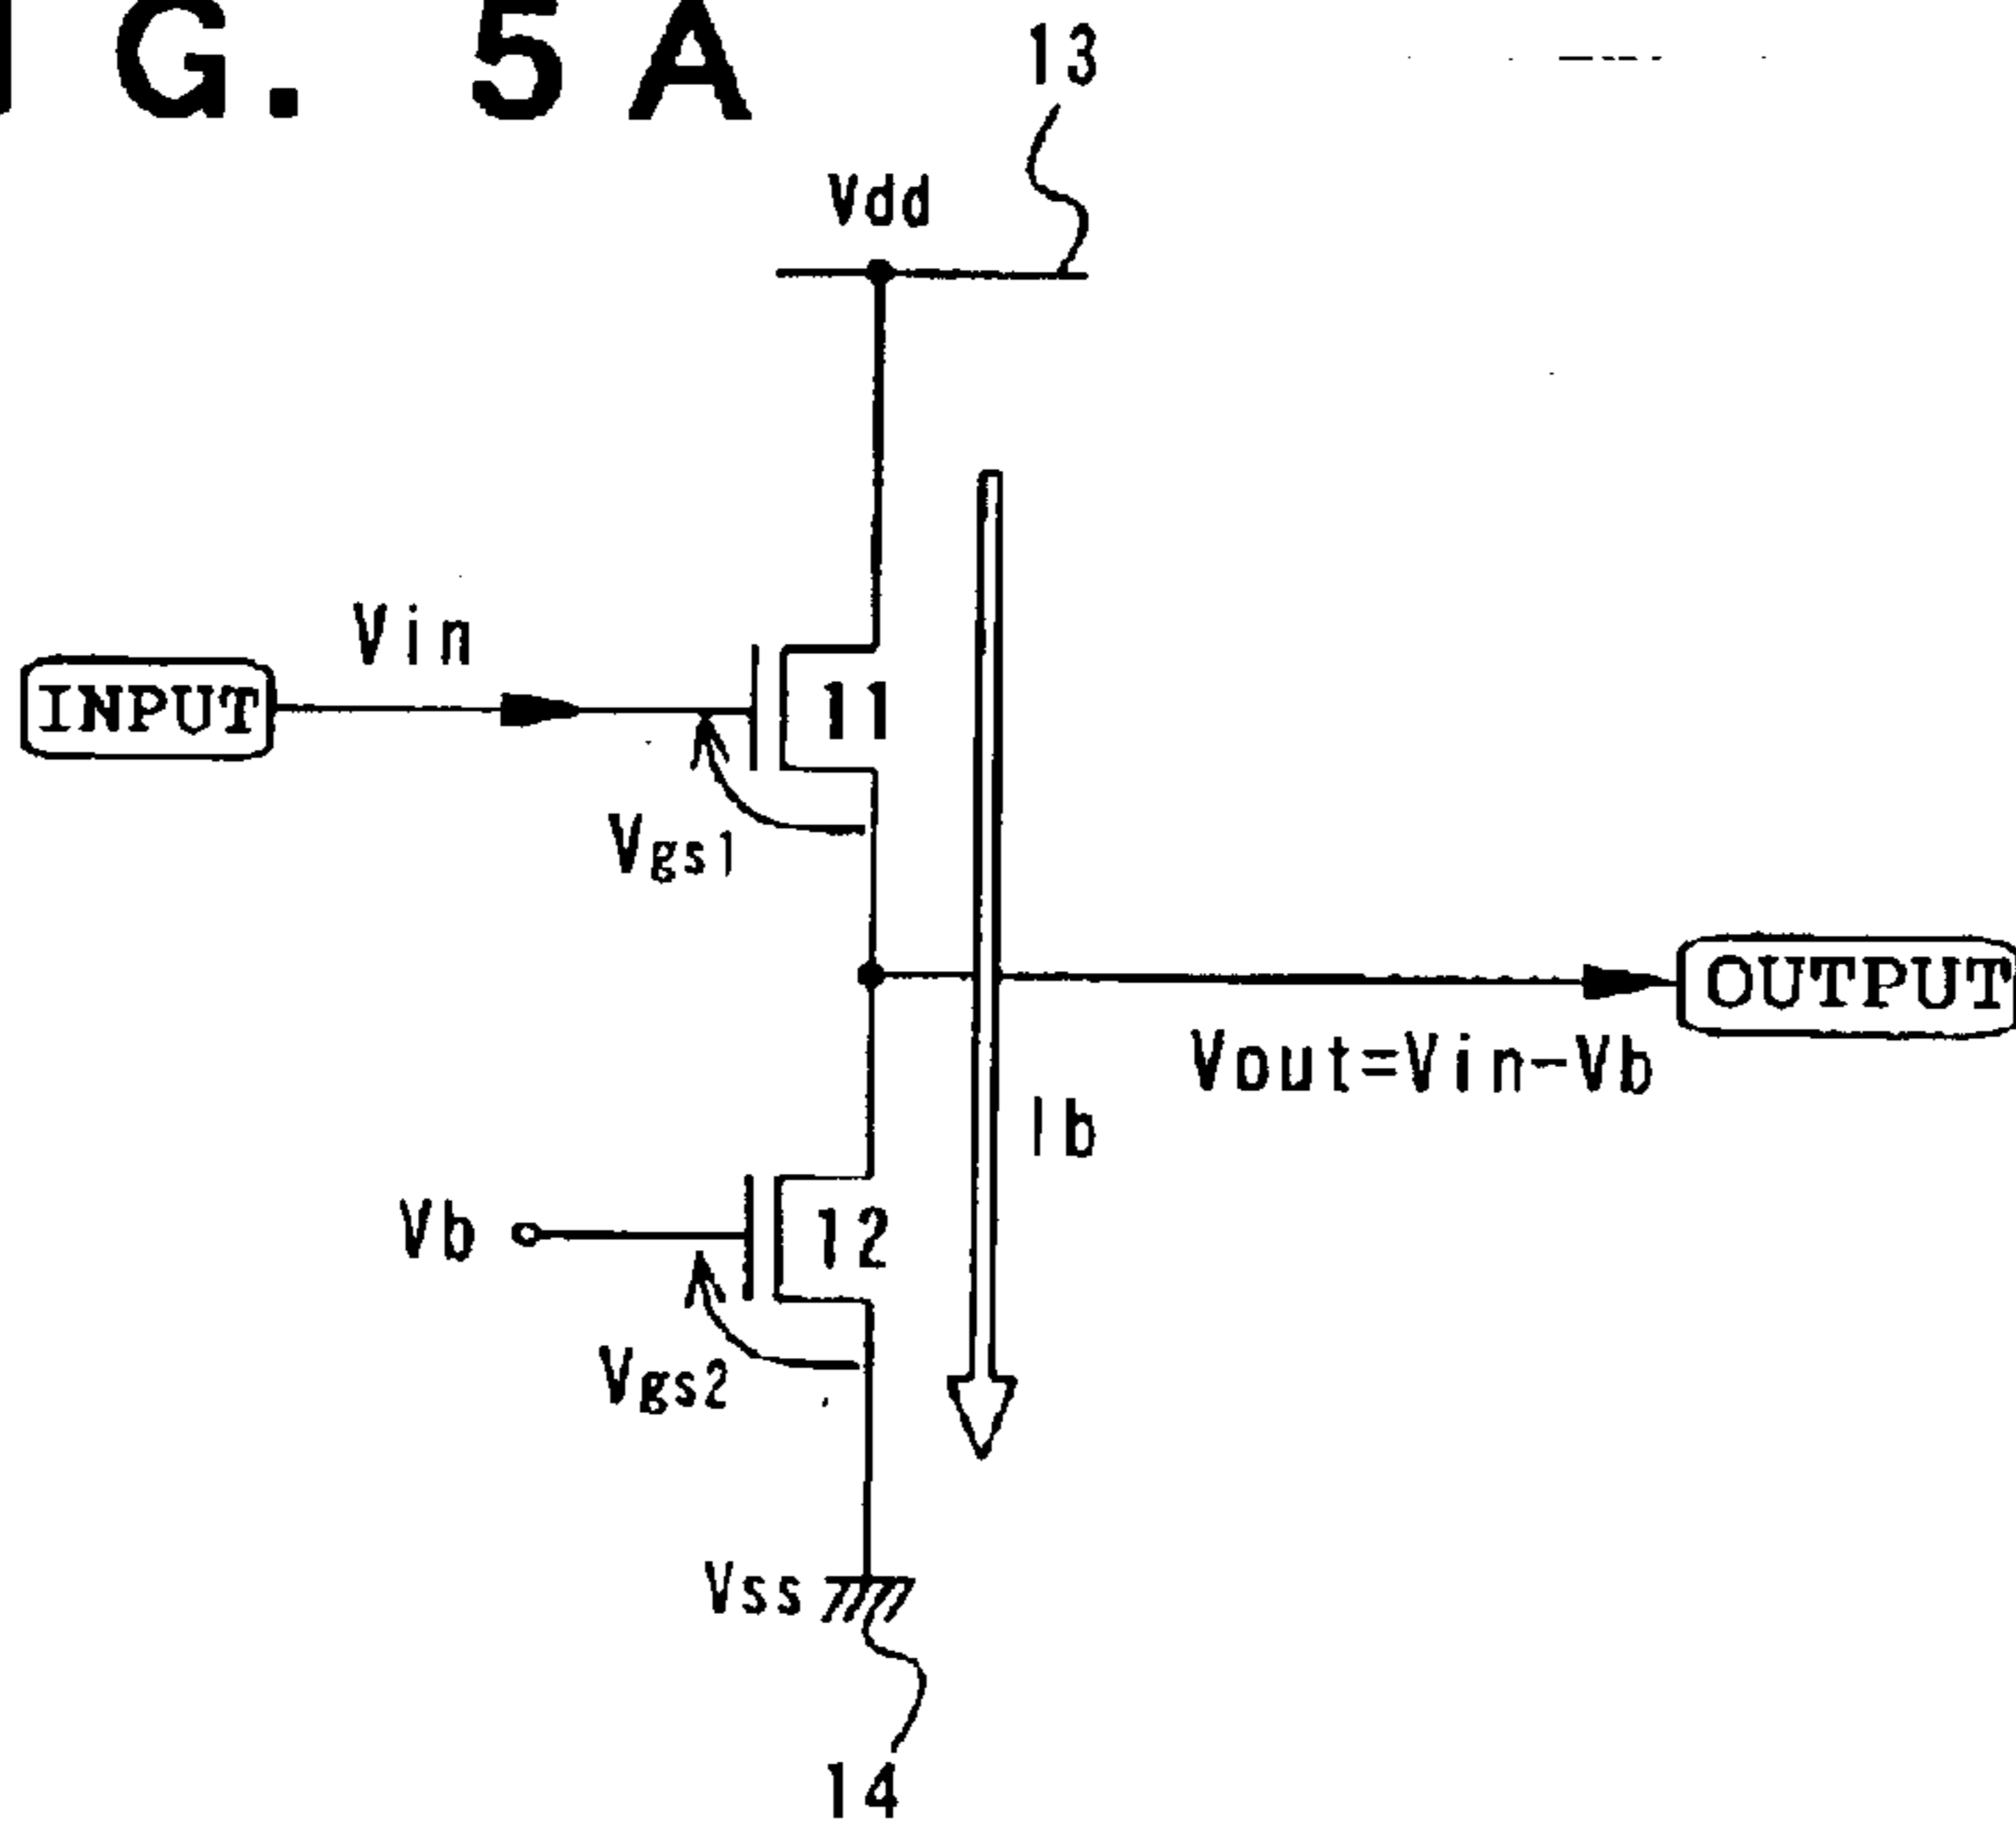 G. 5A
13
Vdd
Vin
INPUT
11
Vgs1
OUTPUT
Vout=Vin-Vb
Ib
Vb
12
Vgs2
Vss
14